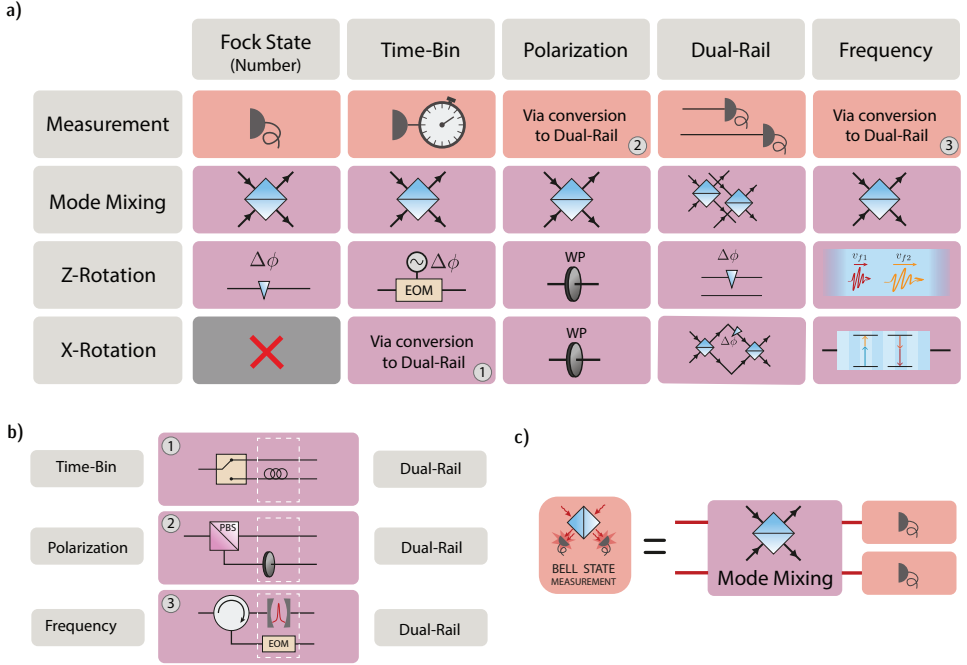 a)
Fock State
(Number)
Time-Bin
Polarization
Dual-Rail
Frequency
Measurement
Via conversion
to Dual-Rail
2
Via conversion
to Dual-Rail
3
Mode Mixing
Z-Rotation
Δϕ
Δϕ
EOM
WP
Δϕ
v_{f1}
v_{f2}
X-Rotation
Via conversion
to Dual-Rail
1
WP
Δϕ
b)
Time-Bin
1
Dual-Rail
Polarization
2
PBS
Dual-Rail
Frequency
3
EOM
Dual-Rail
c)
BELL STATE
MEASUREMENT
=
Mode Mixing